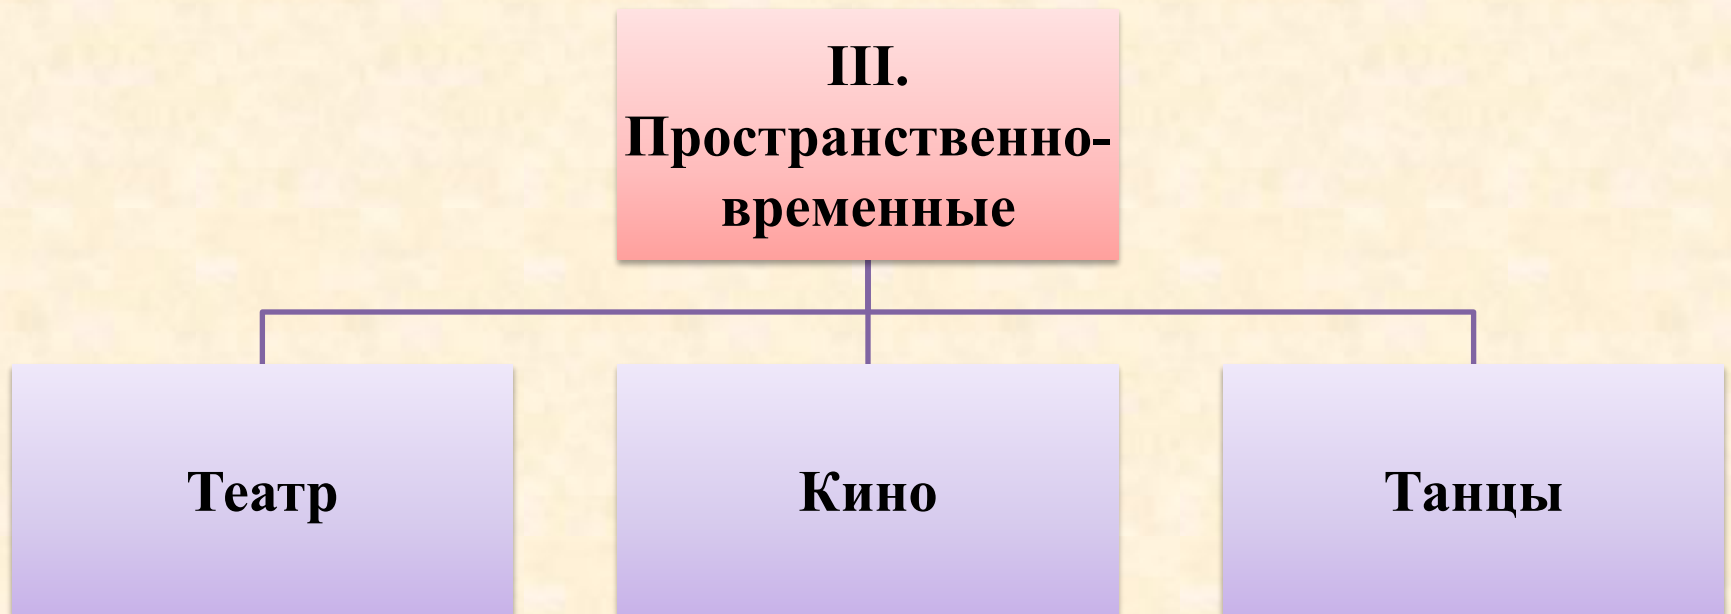 III.
Пространственно-
временные
Театр
Кино
Танцы